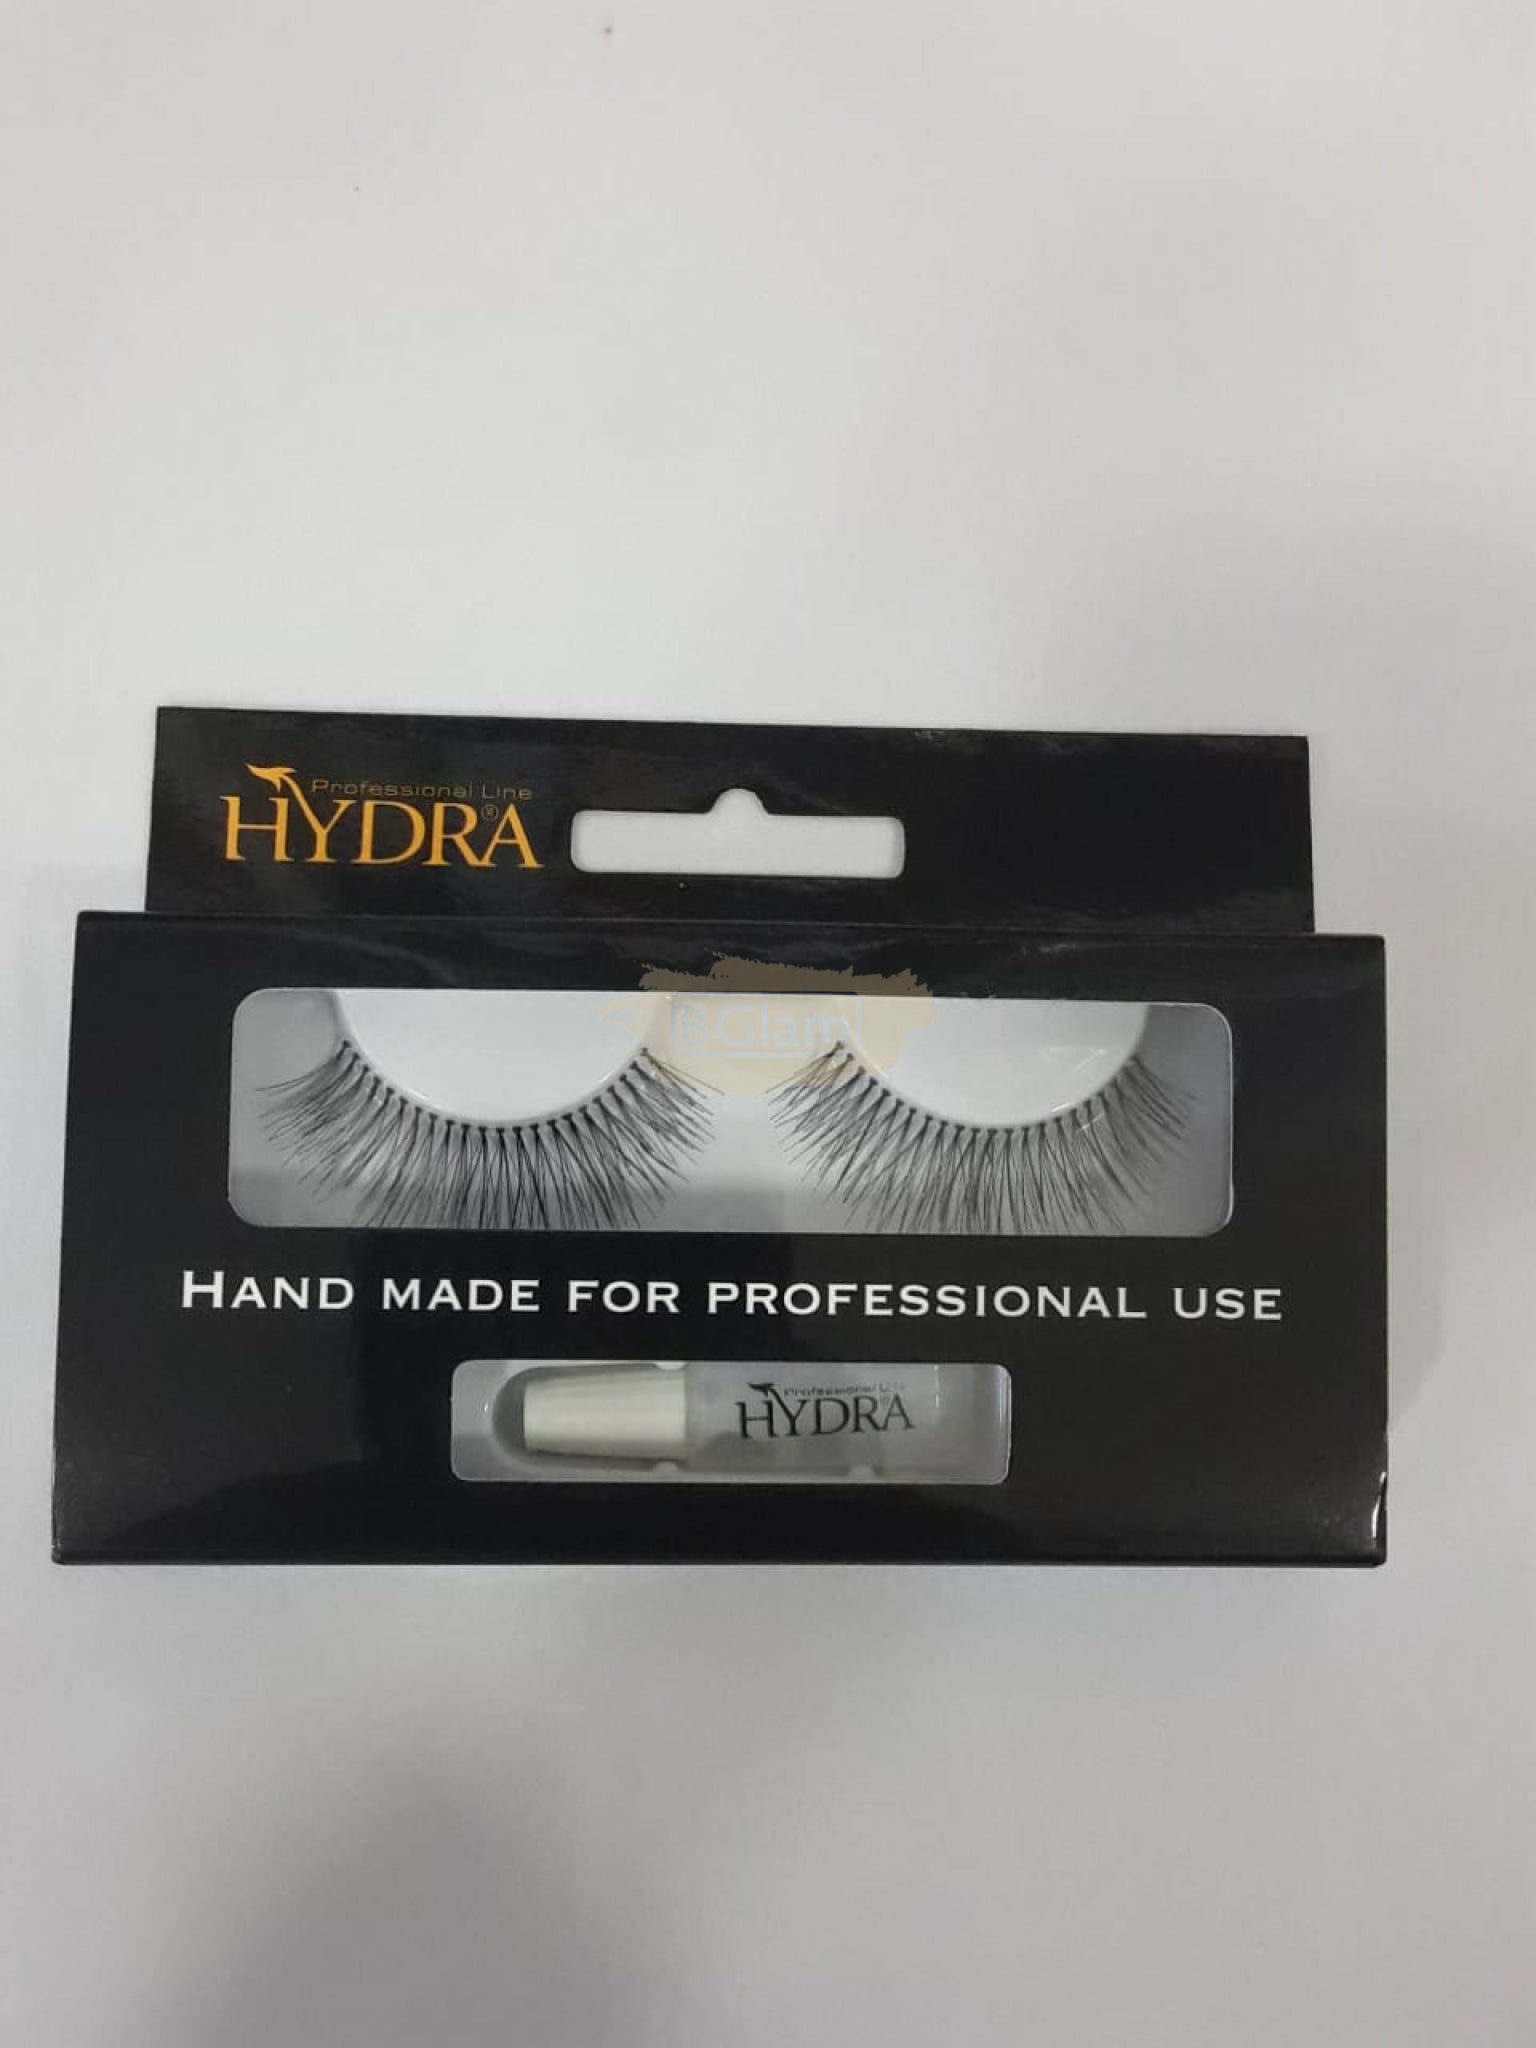 Professional Line
HYDRA®
BGlam
HAND MADE FOR PROFESSIONAL USE
Professional Line
HYDRA®